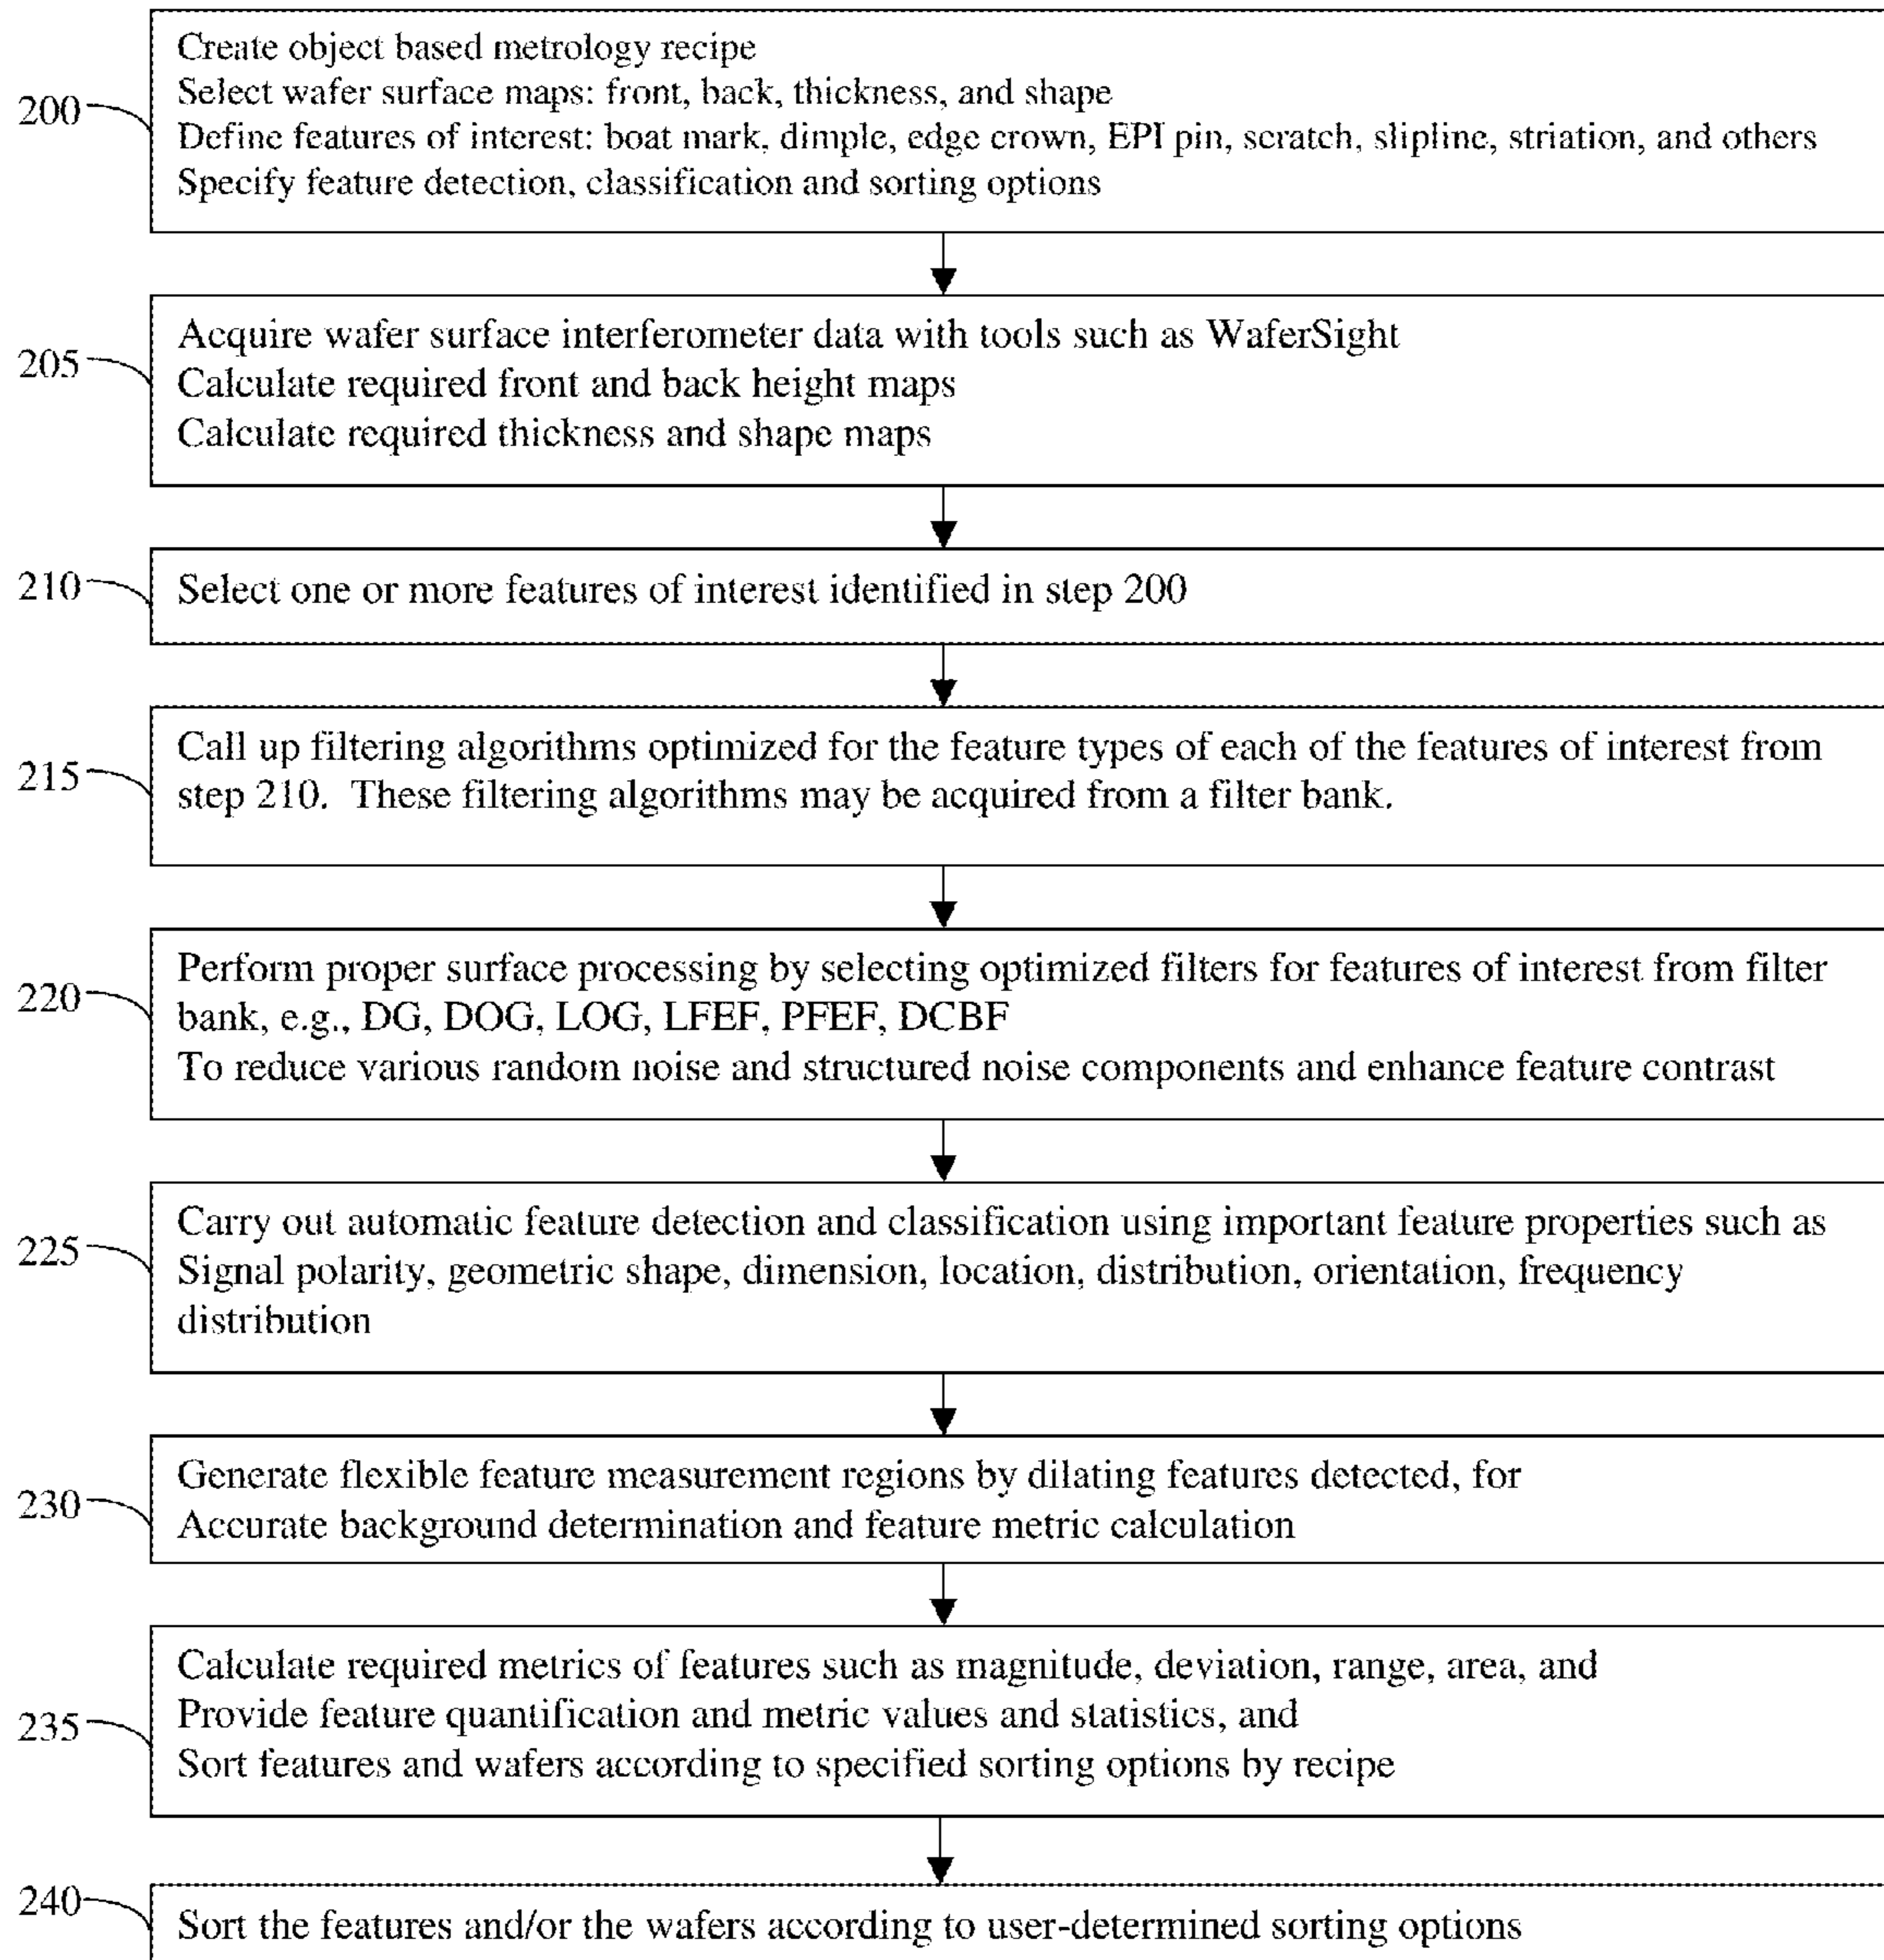 200
Create object based metrology recipe
Select wafer surface maps: front, back, thickness, and shape
Define features of interest: boat mark, dimple, edge crown, EPI pin, scratch, slipline, striation, and others
Specify feature detection, classification and sorting options
205
Acquire wafer surface interferometer data with tools such as WaferSight
Calculate required front and back height maps
Calculate required thickness and shape maps
210
Select one or more features of interest identified in step 200
215
Call up filtering algorithms optimized for the feature types of each of the features of interest from
step 210. These filtering algorithms may be acquired from a filter bank.
220
Perform proper surface processing by selecting optimized filters for features of interest from filter
bank, e.g., DG, DOG, LOG, LFEF, PFEF, DCBF
To reduce various random noise and structured noise components and enhance feature contrast
225
Carry out automatic feature detection and classification using important feature properties such as
Signal polarity, geometric shape, dimension, location, distribution, orientation, frequency
distribution
230
Generate flexible feature measurement regions by dilating features detected, for
Accurate background determination and feature metric calculation
235
Calculate required metrics of features such as magnitude, deviation, range, area, and
Provide feature quantification and metric values and statistics, and
Sort features and wafers according to specified sorting options by recipe
240
Sort the features and/or the wafers according to user-determined sorting options